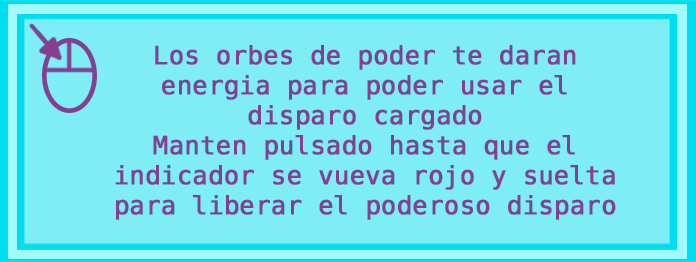 Los orbes de poder te daran
energia para poder usar el
disparo cargado
Manten pulsado hasta que el
indicador se vueva rojo y suelta
para liberar el poderoso disparo